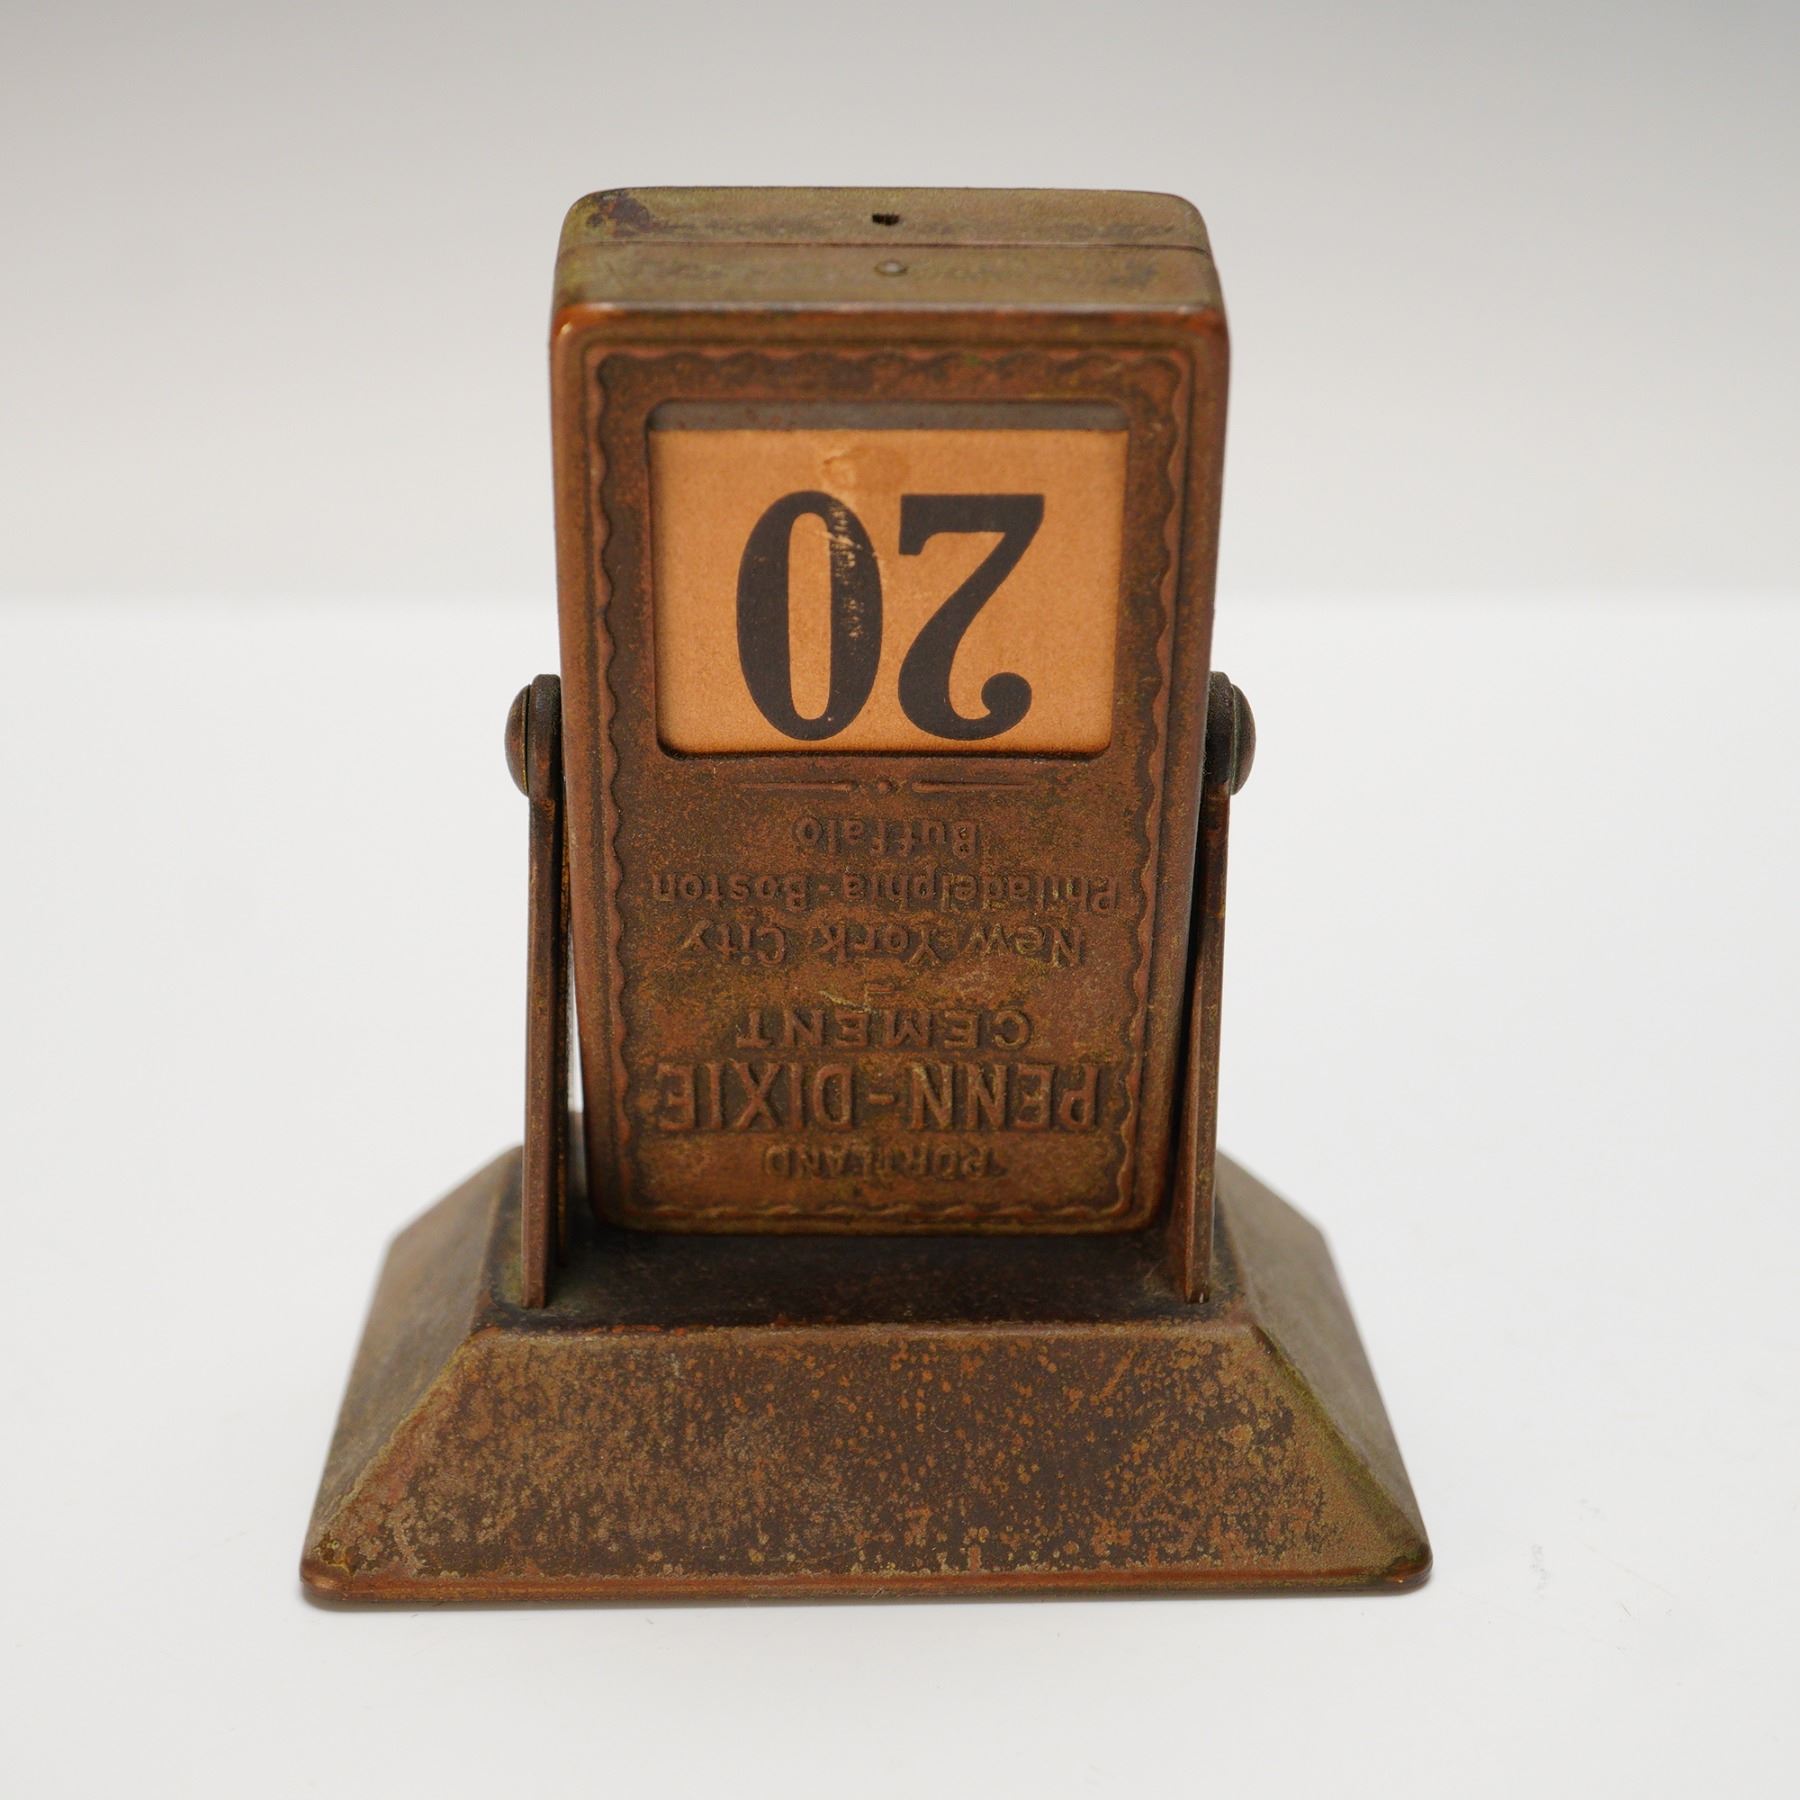 PORTLAND
PENN-DIXIE
CEMENT
New York City
Philadelphia-Boston
Buffalo
20